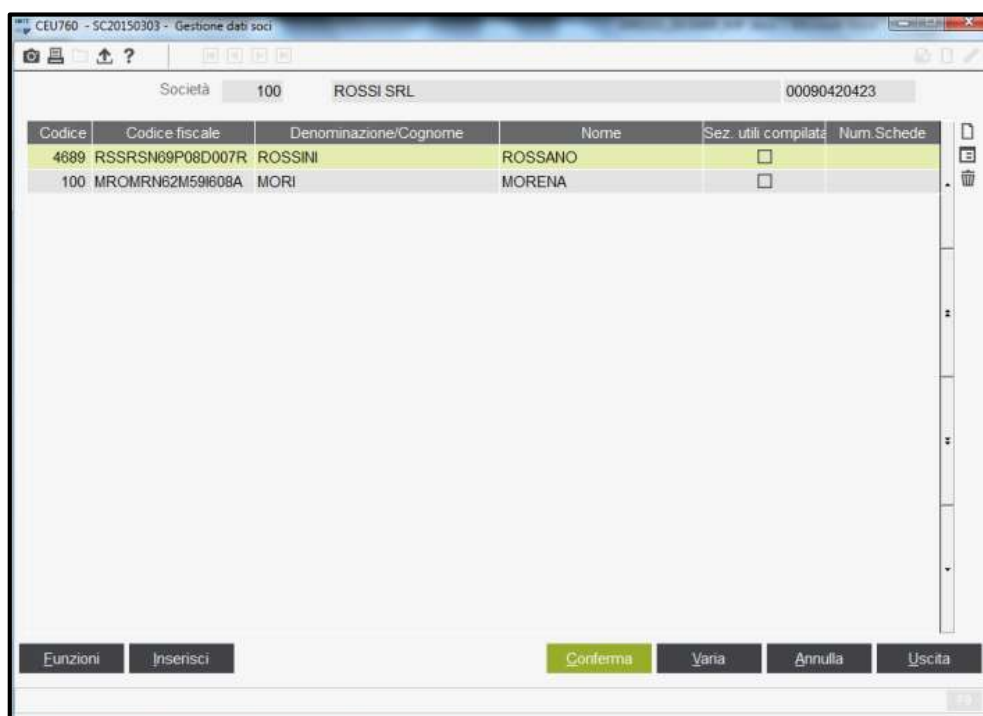 CEU760 - SC20150303 - Gestione dati soci
?
Società 100 ROSSI SRL 00090420423
Codice Codice fiscale Denominazione/Cognome Nome Sez. utili compilata Num.Schede
4689 RSSRSN69P08D007R ROSSINI ROSSANO
100 MROMRN62M59I608A MORI MORENA
Funzioni Inserisci Conferma Varia Annulla Uscita